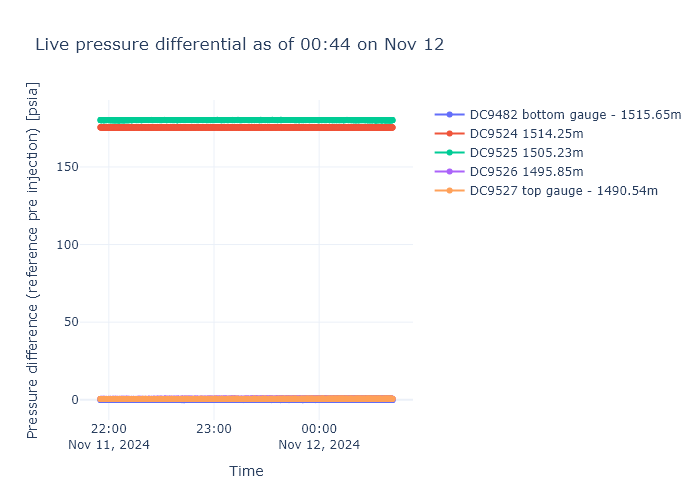 Live pressure differential as of 00:44 on Nov 12
Pressure difference (reference pre injection) [psia]
150
100
50
0
22:00
Nov 11, 2024
23:00
00:00
Nov 12, 2024
Time
DC9482 bottom gauge - 1515.65m
DC9524 1514.25m
DC9525 1505.23m
DC9526 1495.85m
DC9527 top gauge - 1490.54m